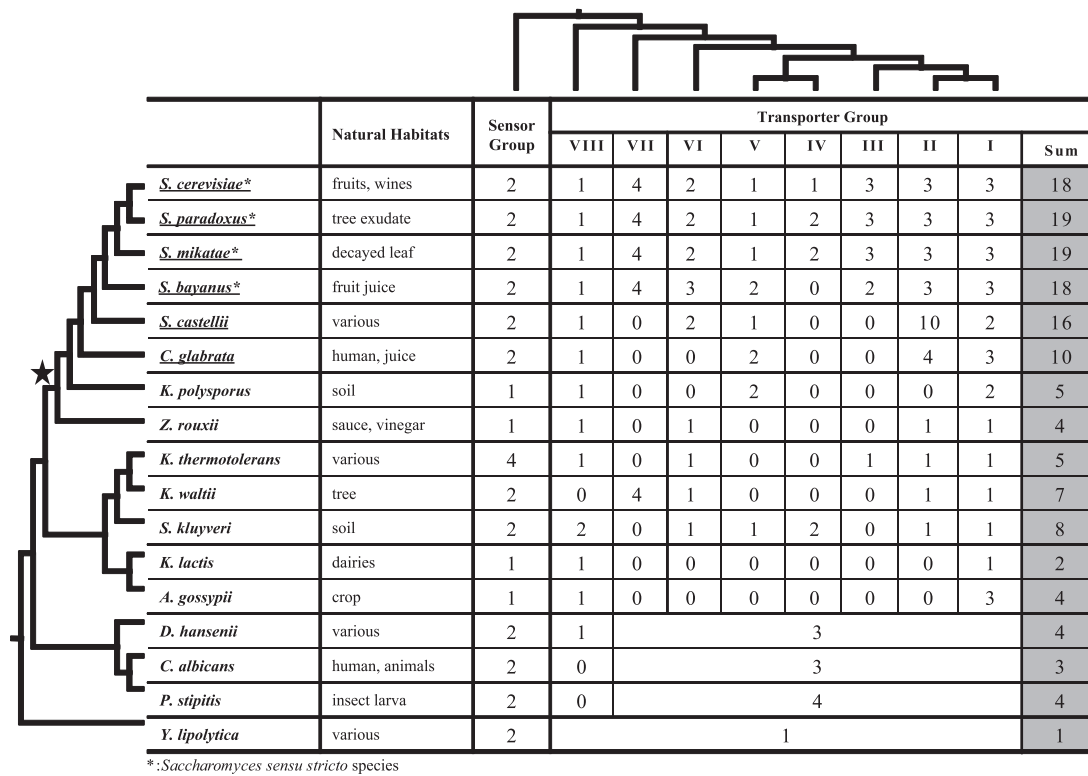 Natural Habitats Sensor Group Transporter Group
VIII VII VI V IV III II I Sum
S. cerevisiae* fruits, wines 2 1 4 2 1 1 3 3 3 18
S. paradoxus* tree exudate 2 1 4 2 1 2 3 3 3 19
S. mikatae* decayed leaf 2 1 4 2 1 2 3 3 3 19
S. bayanus* fruit juice 2 1 4 3 2 0 2 3 3 18
S. castellii various 2 1 0 2 1 0 0 10 2 16
C. glabrata human, juice 2 1 0 0 2 0 0 4 3 10
K. polysporus soil 1 1 0 0 2 0 0 0 2 5
Z. rouxii sauce, vinegar 1 1 0 1 0 0 0 1 1 4
K. thermotolerans various 4 1 0 1 0 0 1 1 1 5
K. waltii tree 2 0 4 1 0 0 0 1 1 7
S. kluyveri soil 2 2 0 1 1 2 0 1 1 8
K. lactis dairies 1 1 0 0 0 0 0 0 1 2
A. gossypii crop 1 1 0 0 0 0 0 0 3 4
D. hansenii various 2 1 3 4
C. albicans human, animals 2 0 3 3
P. stipitis insect larva 2 0 4 4
Y. lipolytica various 2 1 1
*:Saccharomyces sensu stricto species